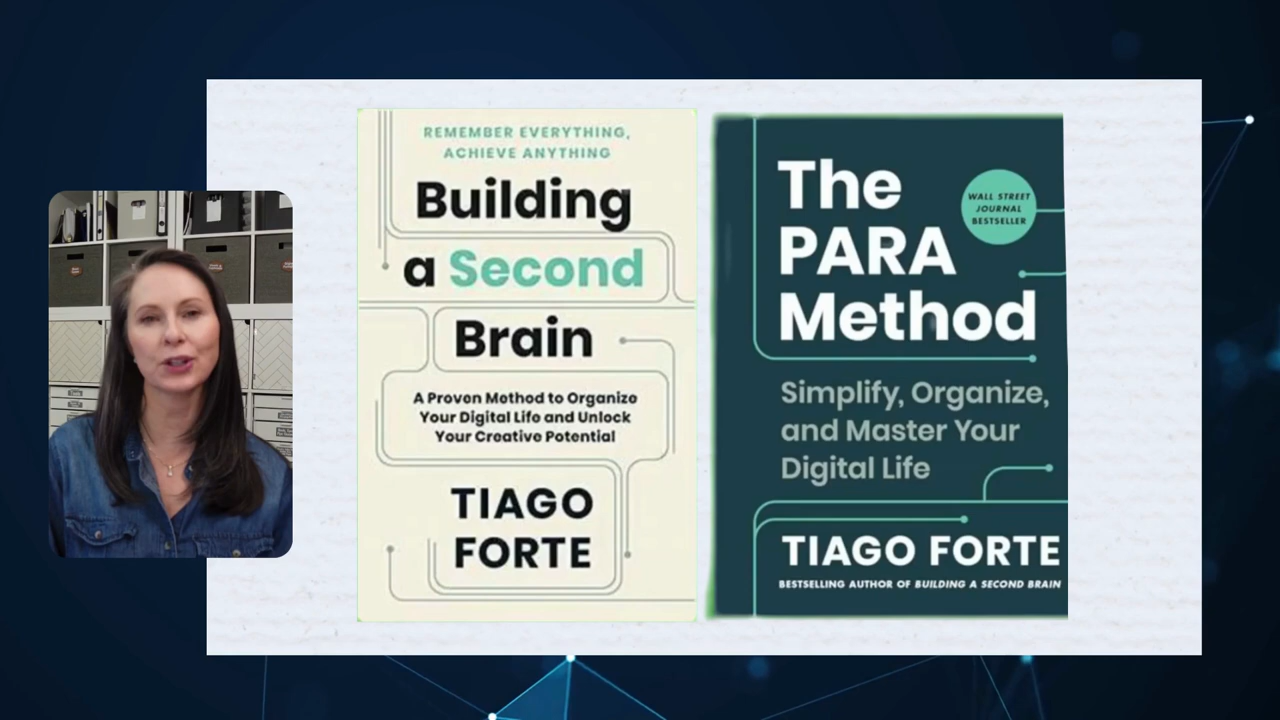 REMEMBER EVERYTHING,
ACHIEVE ANYTHING
Building
a Second
Brain
A Proven Method to Organize
Your Digital Life and Unlock
Your Creative Potential
TIAGO
FORTE
The
PARA
Method
WALL STREET
JOURNAL
BESTSELLER
Simplify, Organize,
and Master Your
Digital Life
TIAGO FORTE
BESTSELLING AUTHOR OF BUILDING A SECOND BRAIN